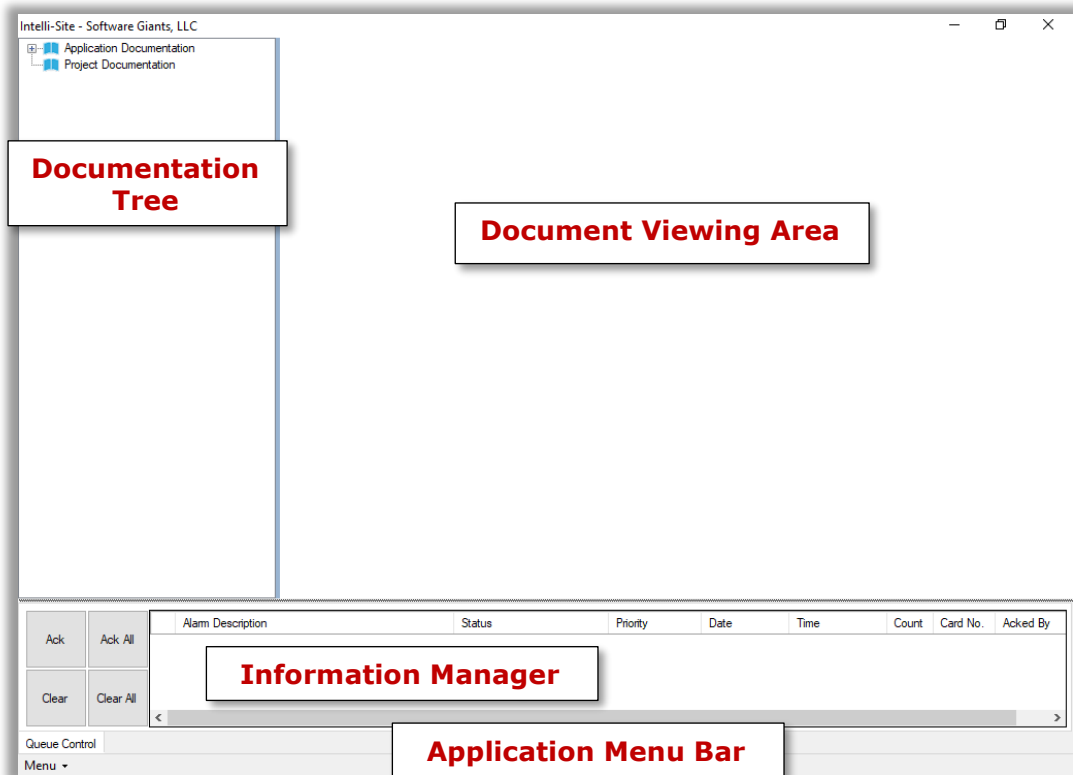 Intelli-Site - Software Giants, LLC
Application Documentation
Project Documentation
Documentation
Tree
Document Viewing Area
Ack
Ack All
Alarm Description Status Priority Date Time Count Card No. Acked By
Information Manager
Clear
Clear All
Queue Control
Application Menu Bar
Menu